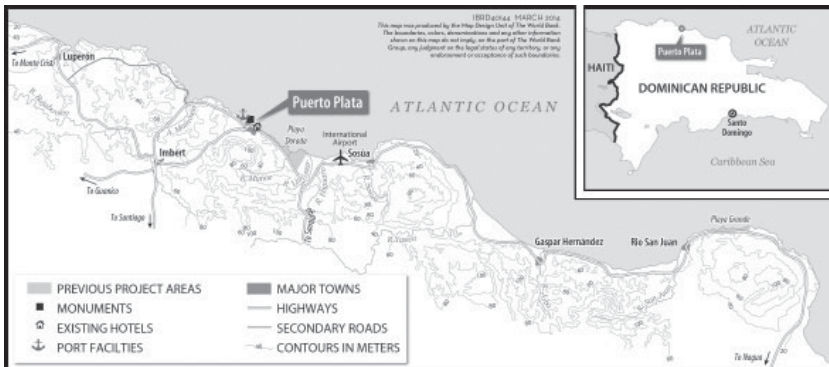 IBRD40744 MARCH 2014
This map was produced by the Map Design Unit of The World Bank.
The boundaries, colors, denominations and any other information
shown on this map do not imply, on the part of The World Bank
Group, any judgment on the legal status of any territory, or any
endorsement or acceptance of such boundaries.
To Monte Cristi
Luperón
Puerto Plata
ATLANTIC OCEAN
Playa
Dorada
International
Airport
Sosúa
Imbert
To Guanico
To Santiago
R. Muñoz
Gaspar Hernández
Río San Juan
Playa Grande
To Nagua
PREVIOUS PROJECT AREAS
MONUMENTS
EXISTING HOTELS
PORT FACILTIES
MAJOR TOWNS
HIGHWAYS
SECONDARY ROADS
CONTOURS IN METERS
ATLANTIC
OCEAN
Puerto Plata
HAITI
DOMINICAN REPUBLIC
Santo
Domingo
Caribbean Sea